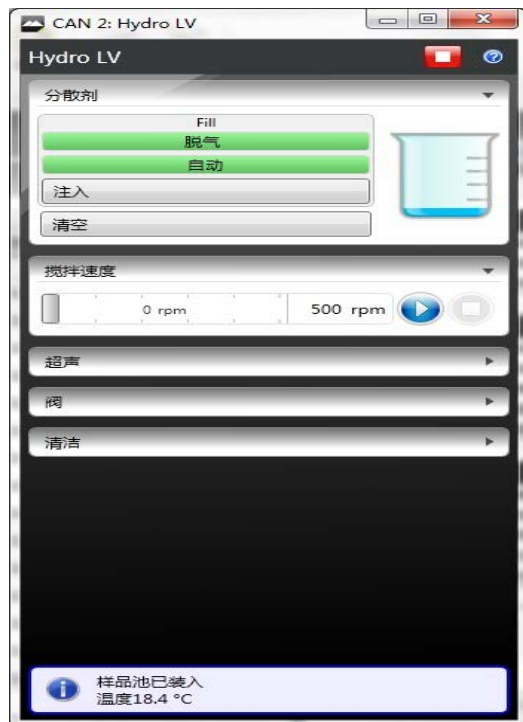 CAN 2: Hydro LV
Hydro LV
分散剂
Fill
脱气
自动
注入
清空
搅拌速度
0 rpm
500 rpm
超声
阀
清洁
样品池已装入
温度18.4 °C